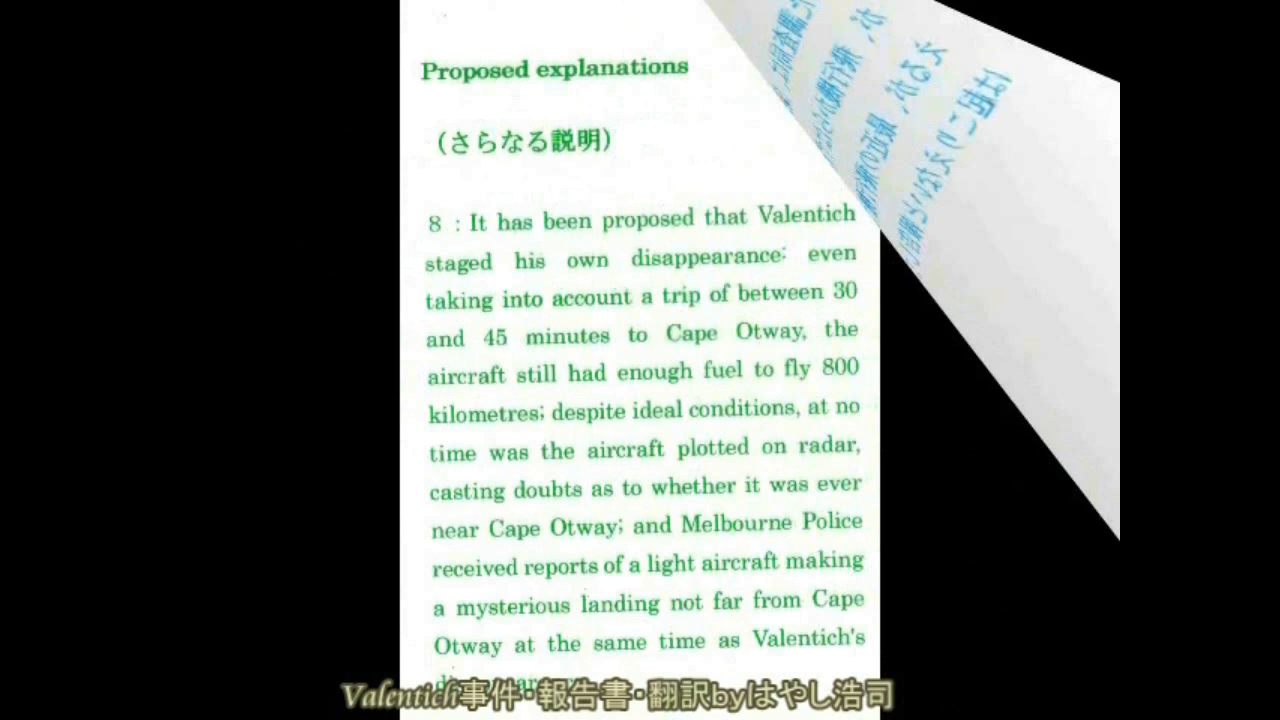 Proposed explanations
（さらなる説明）
8 : It has been proposed that Valentich
staged his own disappearance: even
taking into account a trip of between 30
and 45 minutes to Cape Otway, the
aircraft still had enough fuel to fly 800
kilometres; despite ideal conditions, at no
time was the aircraft plotted on radar,
casting doubts as to whether it was ever
near Cape Otway; and Melbourne Police
received reports of a light aircraft making
a mysterious landing not far from Cape
Otway at the same time as Valentich's
Valentich事件・報告書・翻訳byはやし浩司